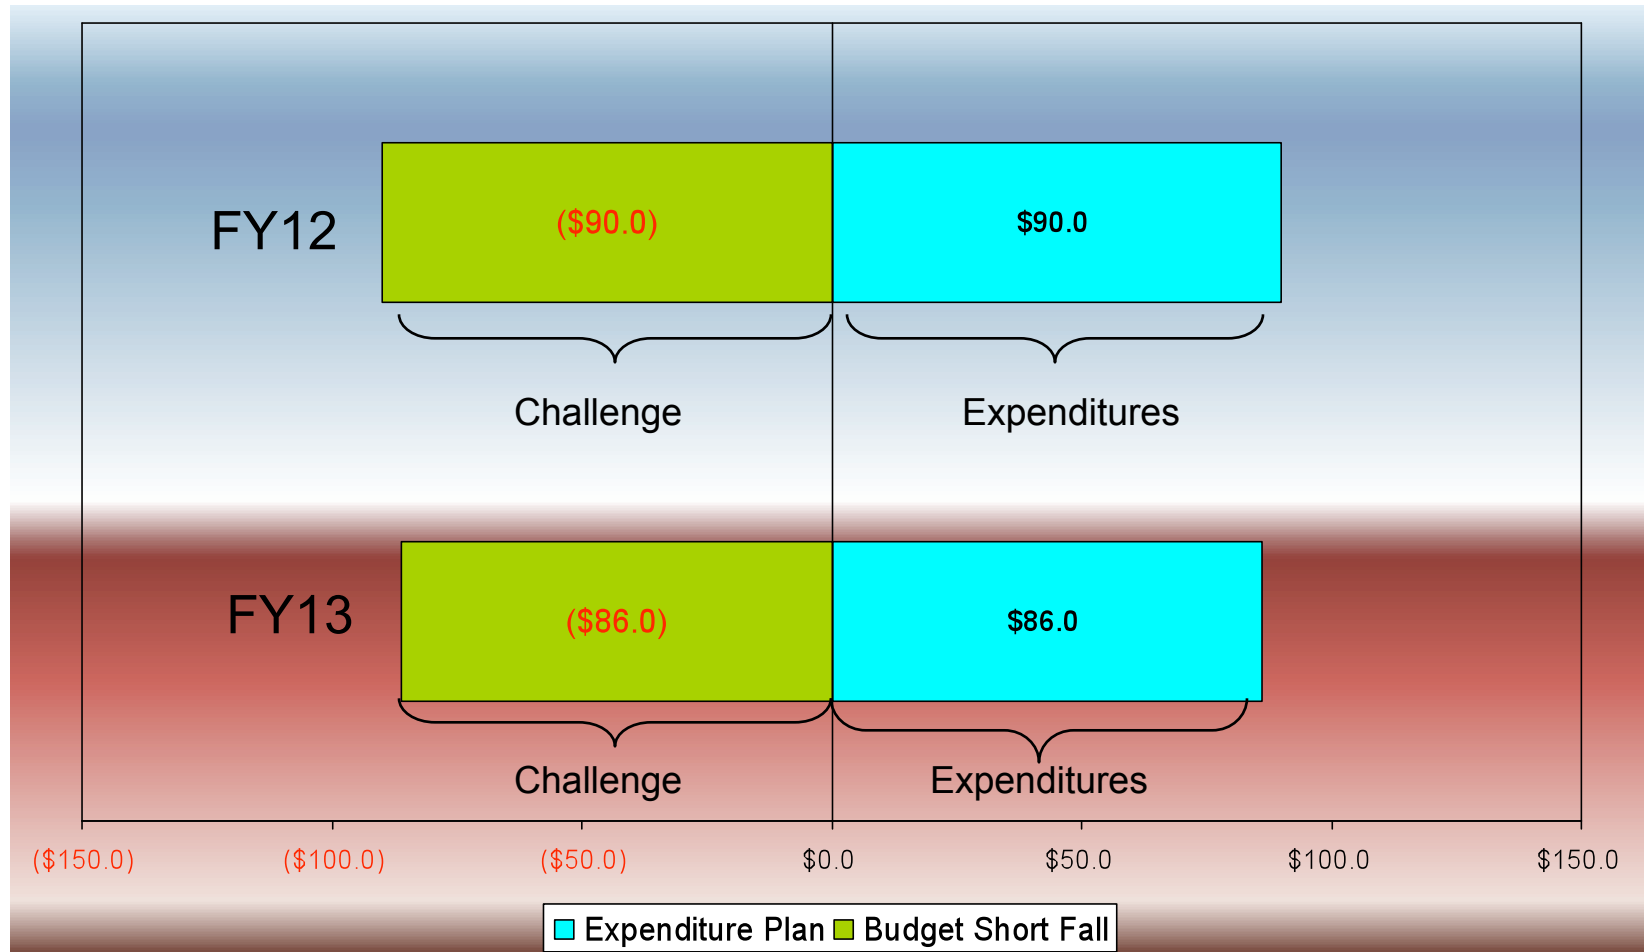 FY12
($90.0)
$90.0
Challenge
Expenditures
FY13
($86.0)
$86.0
Challenge
Expenditures
($150.0) ($100.0) ($50.0) $0.0 $50.0 $100.0 $150.0
Expenditure Plan Budget Short Fall